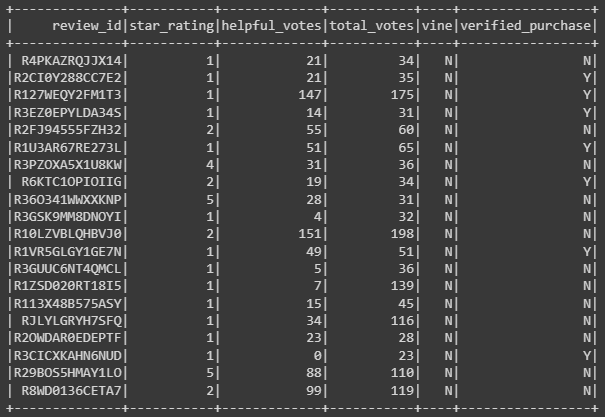 +--------------+-----------+-------------+-----------+----+-----------------+
|     review_id|star_rating|helpful_votes|total_votes|vine|verified_purchase|
+--------------+-----------+-------------+-----------+----+-----------------+
| R4PKAZRQJJX14|          1|           21|         34|   N|                N|
| R2CI0Y288CC7E2|          1|           21|         35|   N|                Y|
|R127WEQY2FM1T3|          1|          147|        175|   N|                Y|
|R3EZ0EPYLDA34S|          1|           14|         31|   N|                Y|
|R2FJ94555FZH32|          2|           55|         60|   N|                N|
|R1U3AR67RE273L|          1|           51|         65|   N|                Y|
|R3PZOXA5X1U8KW|          4|           31|         36|   N|                N|
| R6KTC1OPIOIIG|          2|           19|         34|   N|                Y|
|R36O341WWXXKNP|          5|           28|         31|   N|                N|
|R3GSK9MM8DNOYI|          1|            4|         32|   N|                N|
|R10LZVBLQHBVJ0|          2|          151|        198|   N|                N|
|R1VR5GLGY1GE7N|          1|           49|         51|   N|                Y|
|R3GUUC6NT4QMCL|          1|            5|         36|   N|                N|
|R1ZSD020RT18I5|          1|            7|        139|   N|                N|
|R113X48B575ASY|          1|           15|         45|   N|                N|
| RJLYLGRYH7SFQ|          1|           34|        116|   N|                N|
|R2OWDAR0EDEPTF|          1|           23|         28|   N|                N|
|R3CICXKAHN6NUD|          1|            0|         23|   N|                Y|
|R29BOS5HMAY1LO|          5|           88|        110|   N|                N|
| R8WD0136CETA7|          2|           99|        119|   N|                N|
+--------------+-----------+-------------+-----------+----+-----------------+